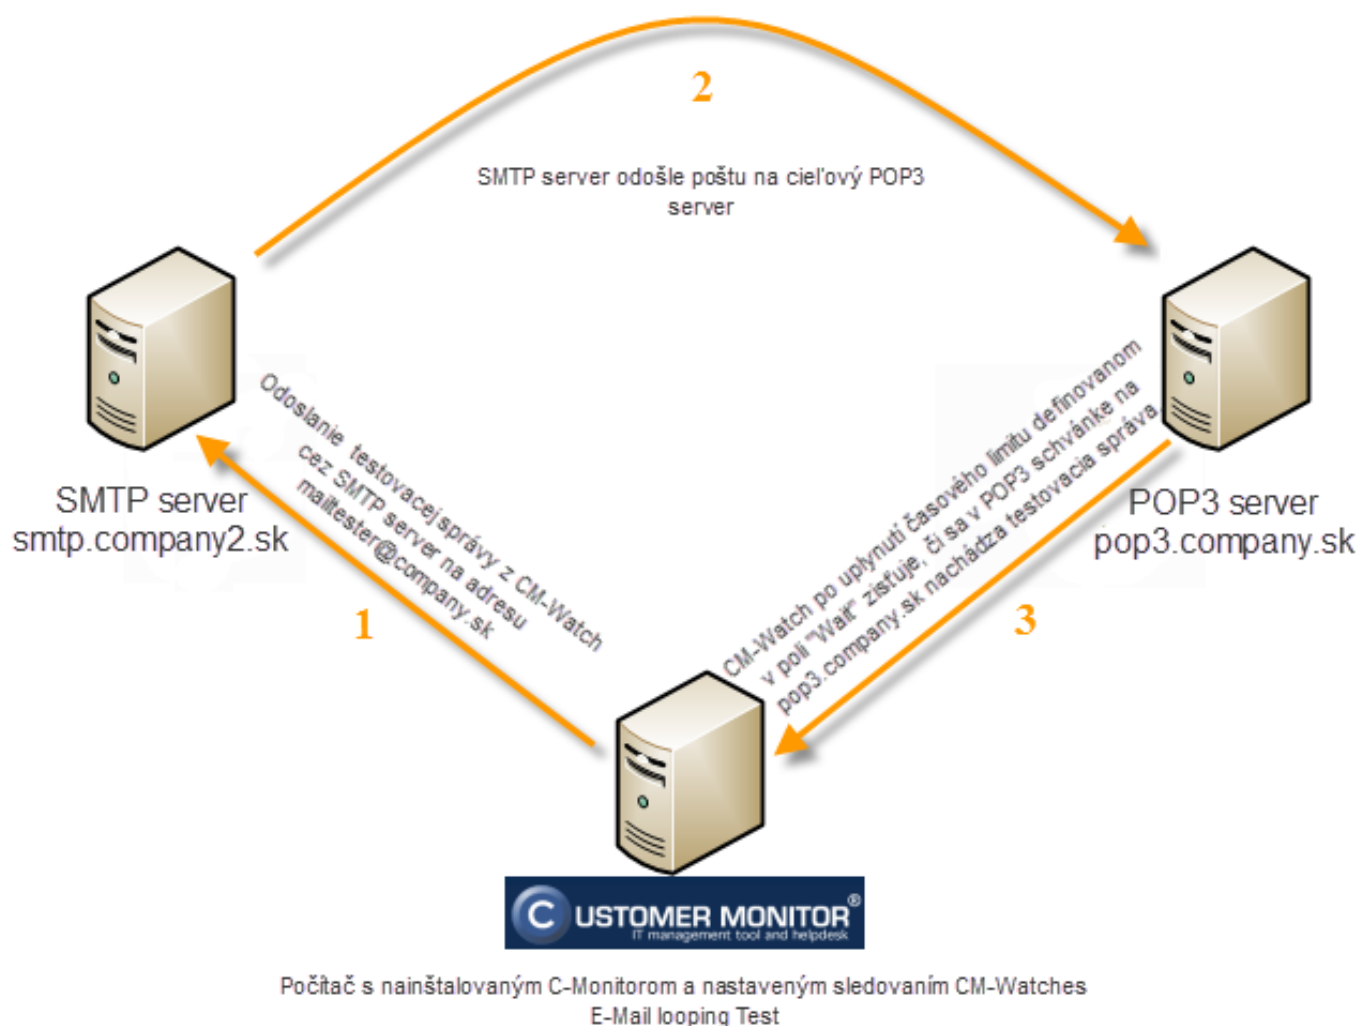 2
SMTP server odošle poštu na cieľový POP3
server
Odoslanie testovacej správy z CM-Watch
cez SMTP server na adresu
mailtester@company.sk
CM-Watch po uplynutí časového limitu definovanom
v poli "Wait" zisťuje, či sa v POP3 schvánke na
pop3.company.sk nachádza testovacia správa
SMTP server
smtp.company2.sk
POP3 server
pop3.company.sk
1
3
CUSTOMER MONITOR®
IT management tool and helpdesk
Počítač s nainštalovaným C-Monitorom a nastaveným sledovaním CM-Watches
E-Mail looping Test